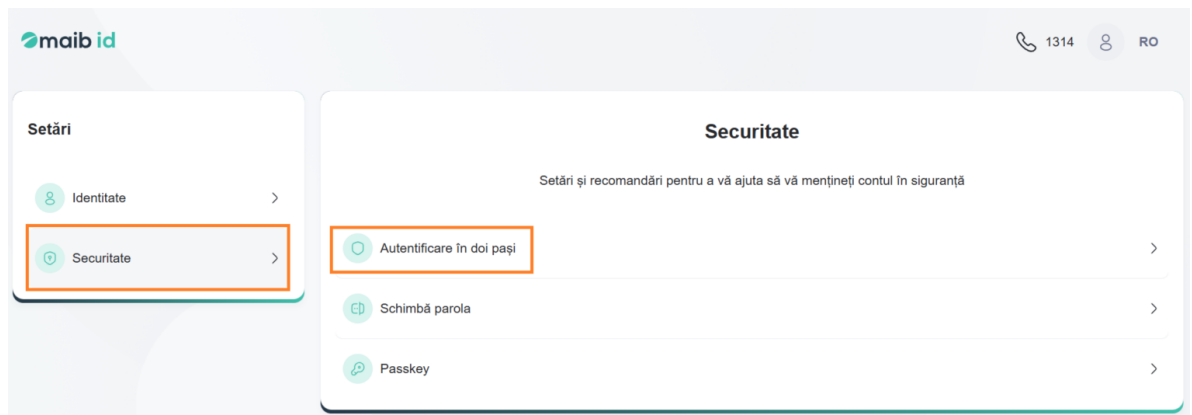 maib id
1314
RO
Setări
Identitate
Securitate
Securitate
Setări și recomandări pentru a vă ajuta să vă mențineți contul în siguranță
Autentificare în doi pași
Schimbă parola
Passkey